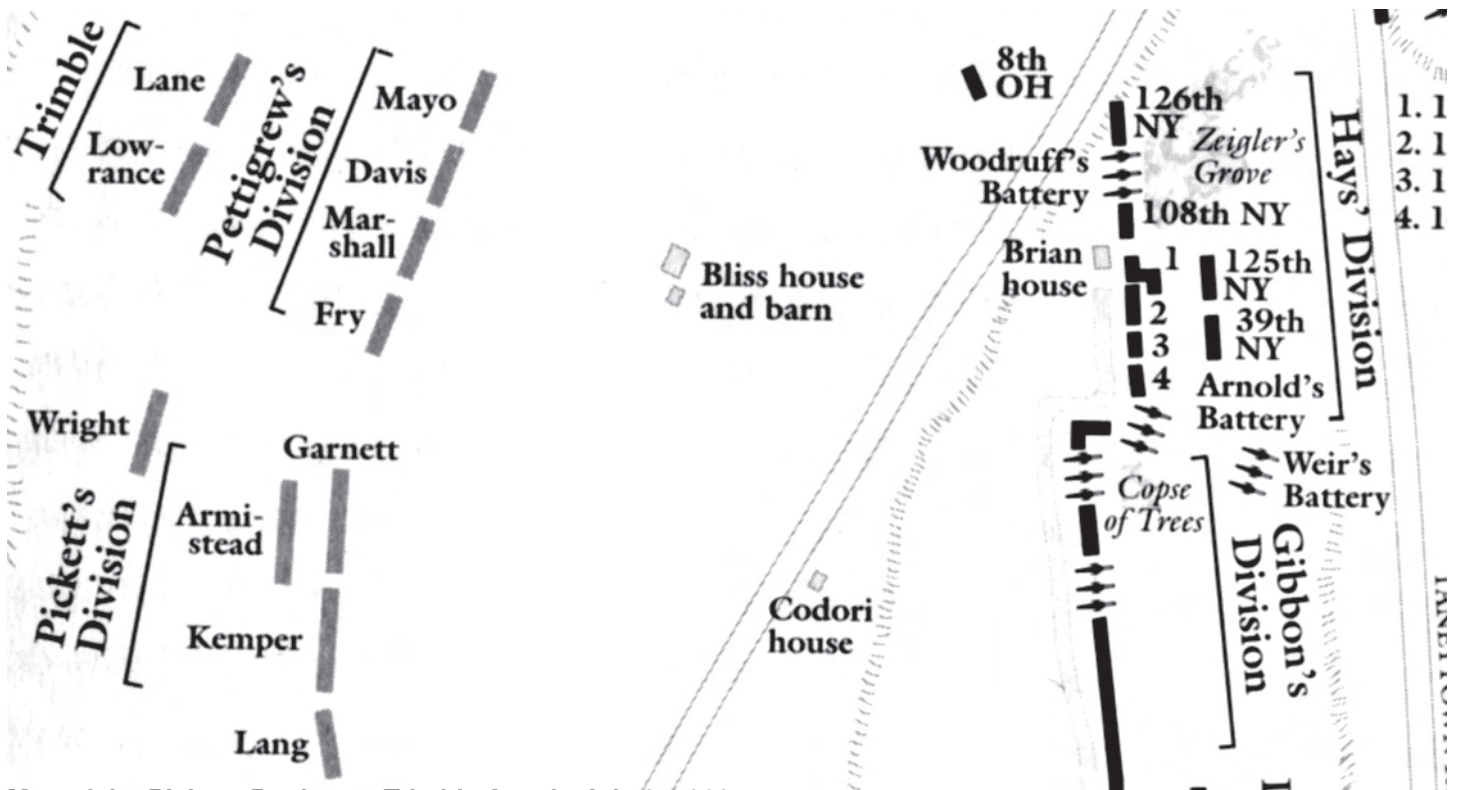 Trimble
Lane
Low-
rance
Pettigrew's
Division
Mayo
Davis
Mar-
shall
Fry
Wright
Pickett's
Division
Garnett
Armi-
stead
Kemper
Lang
Bliss house
and barn
Codori
house
8th
OH
126th
NY
Zeigler's
Grove
Woodruff's
Battery
108th NY
Brian
house
1
125th
NY
2
39th
NY
3
4
Arnold's
Battery
Hays' Division
Weir's
Battery
Copse
of Trees
Gibbon's
Division
1. 1
2. 1
3. 1
4. 1